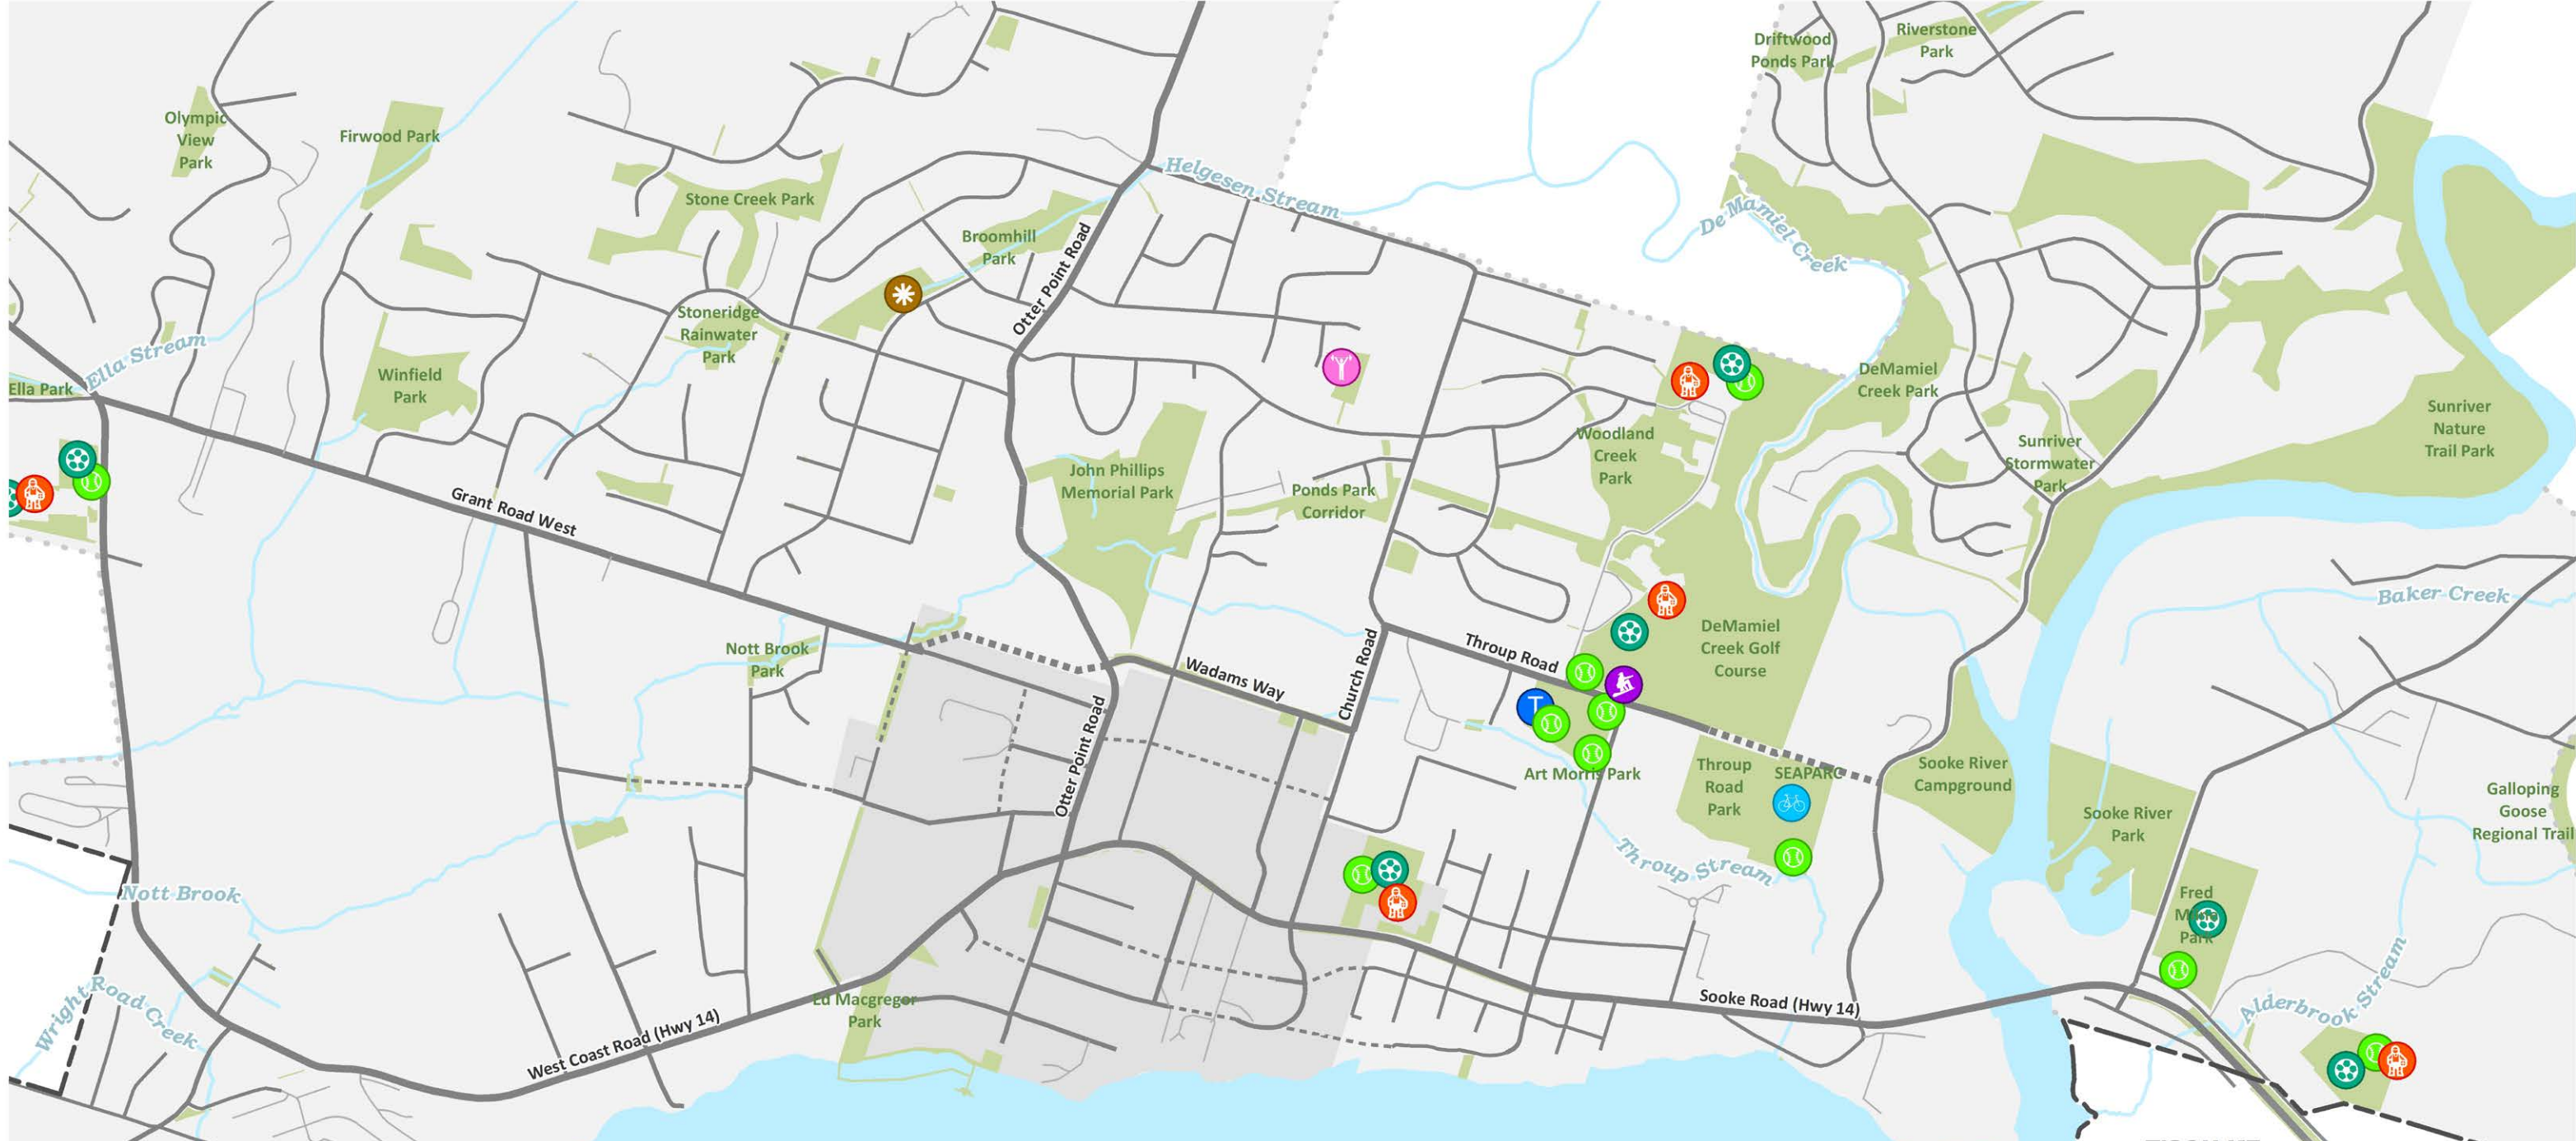 Driftwood
Ponds Park
Riverstone
Park
Olympic
View
Park
Firwood Park
Stone Creek Park
Helgesen Stream
De Mamiel Creek
Broomhill
Park
Otter Point Road
Stoneridge
Rainwater
Park
Ella Stream
Ella Park
Winfield
Park
DeMamiel
Creek Park
Woodland
Creek
Park
Sunriver
Stormwater
Park
Sunriver
Nature
Trail Park
John Phillips
Memorial Park
Ponds Park
Corridor
Grant Road West
Baker Creek
Nott Brook
Park
Wadams Way
Church Road
Throup Road
T
DeMamiel
Creek Golf
Course
Otter Point Road
Art Morris Park
Throup
Road
Park
SEAPARC
Sooke River
Campground
Sooke River
Park
Galloping
Goose
Regional Trail
Throup Stream
Nott Brook
Fred
Park
Wright Road Creek
Ed Macgregor
Park
West Coast Road (Hwy 14)
Sooke Road (Hwy 14)
Alderbrook Stream